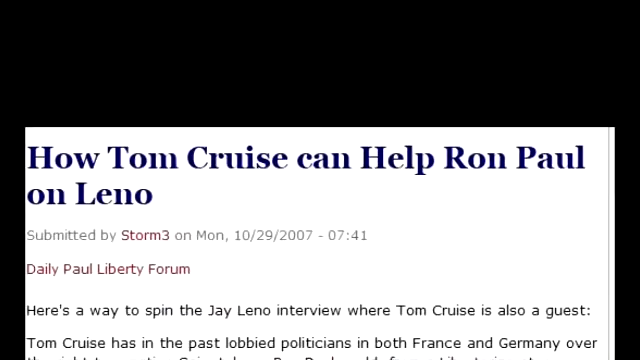 How Tom Cruise can Help Ron Paul
on Leno
Submitted by Storm3 on Mon, 10/29/2007 - 07:41
Daily Paul Liberty Forum
Here's a way to spin the Jay Leno interview where Tom Cruise is also a guest:
Tom Cruise has in the past lobbied politicians in both France and Germany over